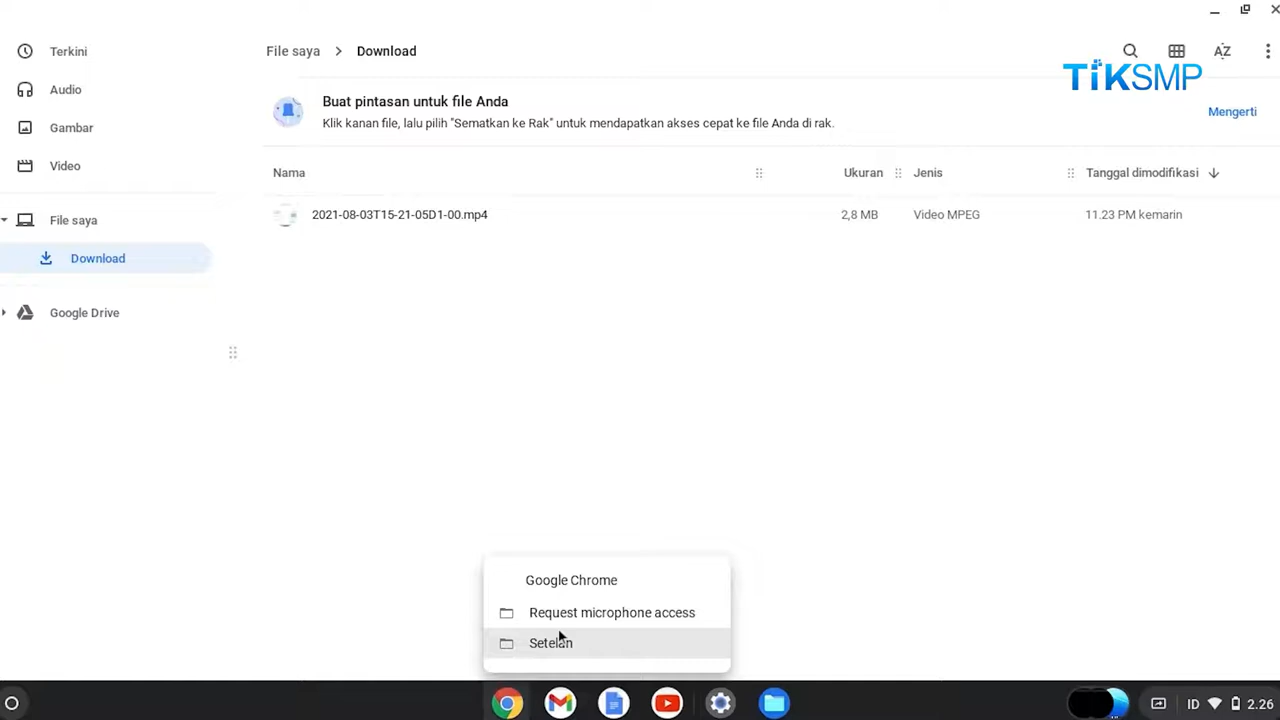 Terkini
Audio
Gambar
Video
File saya
Download
Google Drive
File saya > Download
AZ
TiKSMP
Buat pintasan untuk file Anda
Klik kanan file, lalu pilih "Sematkan ke Rak" untuk mendapatkan akses cepat ke file Anda di rak.
Mengerti
Nama Ukuran Jenis Tanggal dimodifikasi
2021-08-03T15-21-05D1-00.mp4 2,8 MB Video MPEG 11.23 PM kemarin
Google Chrome
Request microphone access
Setelan
ID 2.26